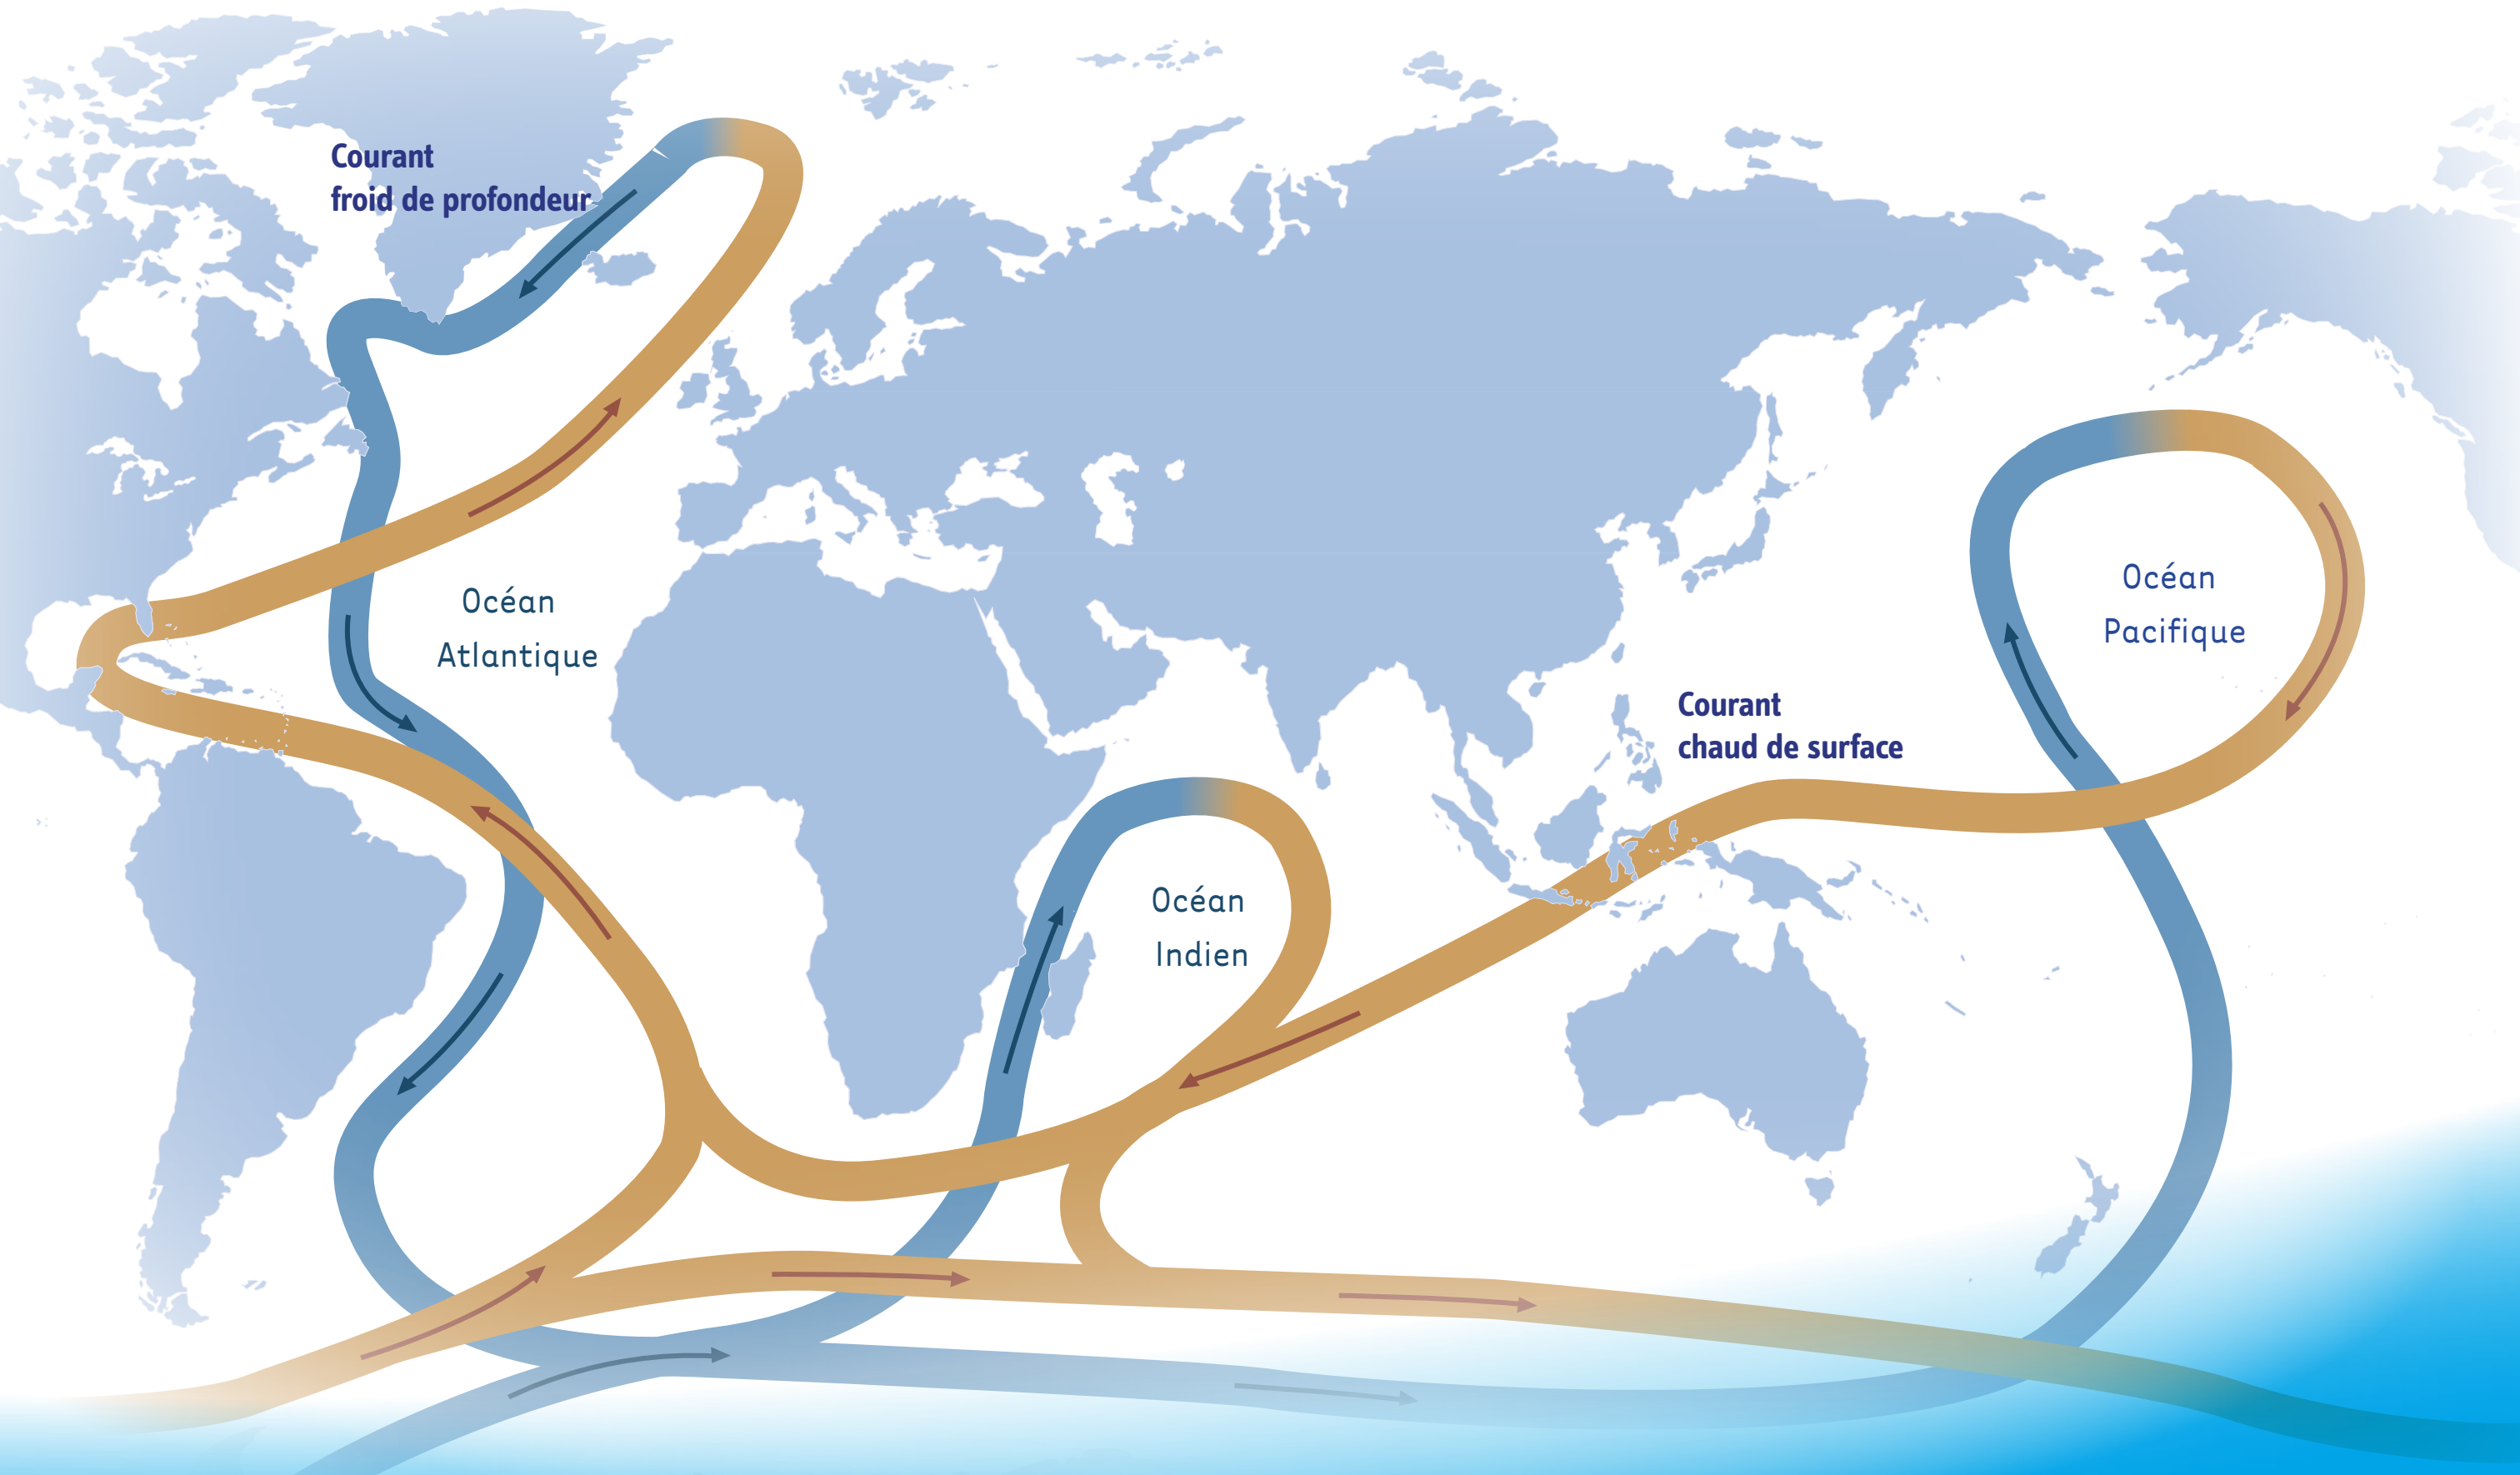 Courant
froid de profondeur
Océan
Atlantique
Océan
Pacifique
Courant
chaud de surface
Océan
Indien